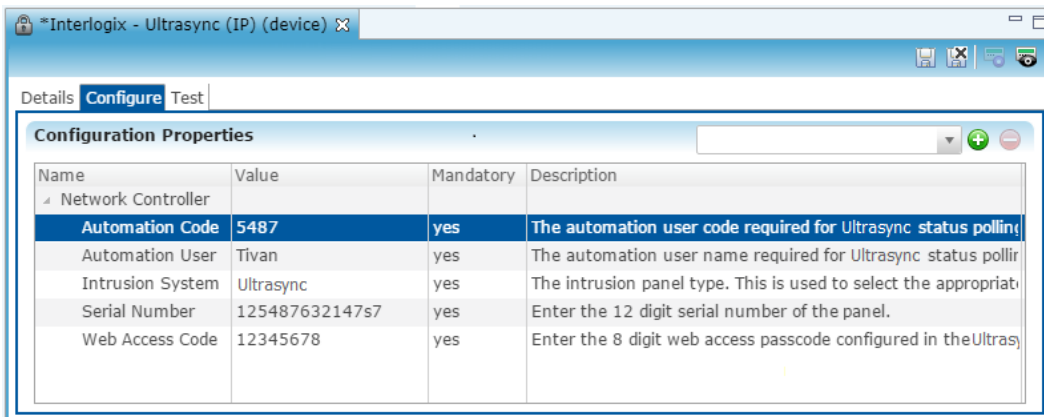 *Interlogix - Ultrasync (IP) (device)
Details Configure Test
Configuration Properties
Name Value Mandatory Description
Network Controller
Automation Code 5487 yes The automation user code required for Ultrasync status polling
Automation User Tivan yes The automation user name required for Ultrasync status pollin
Intrusion System Ultrasync yes The intrusion panel type. This is used to select the appropriat
Serial Number 125487632147s7 yes Enter the 12 digit serial number of the panel.
Web Access Code 12345678 yes Enter the 8 digit web access passcode configured in theUltrasy